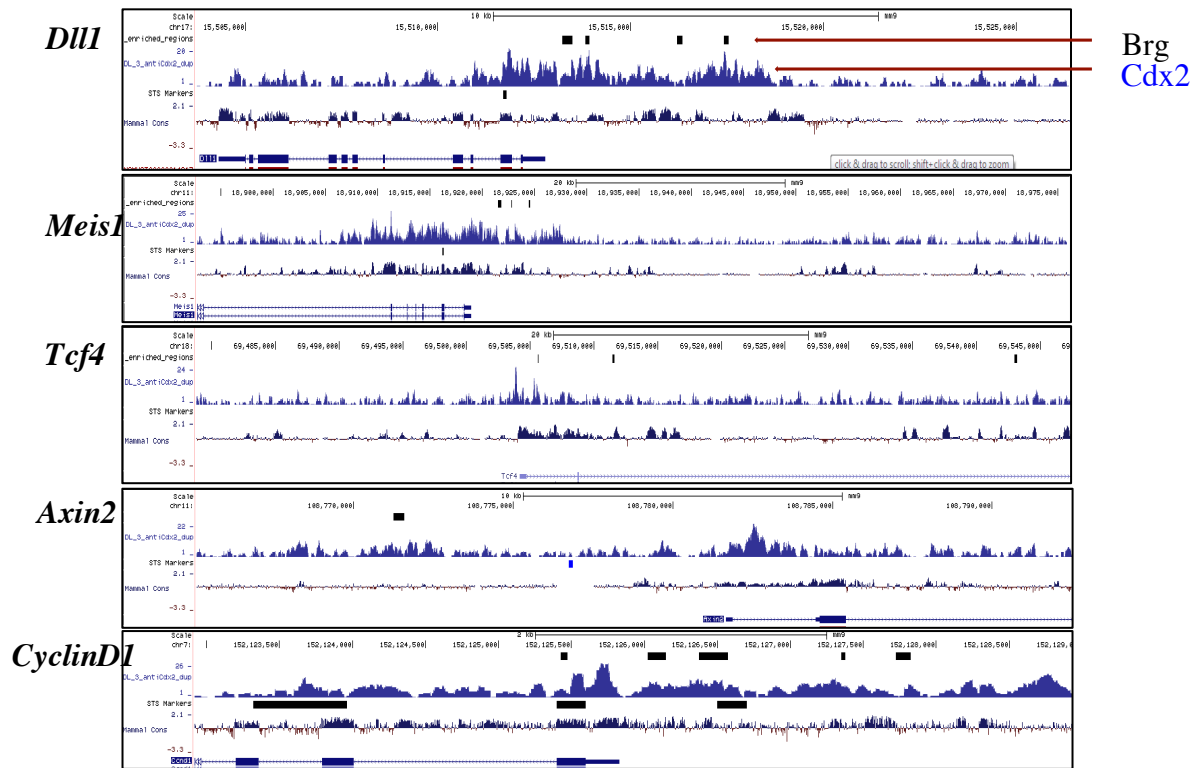 Dll1
Scale 10 kb mm9
chr17: 15,505,000 15,510,000 15,515,000 15,520,000 15,525,000
_enriched_regions
20 _
DL_3_antiCdx2_dup
1 _
STS Markers
2.1 _
Mammal Cons
-3.3 _
Dll1
click & drag to scroll; shift+click & drag to zoom
Brg
Cdx2
Meis1
Scale 20 kb mm9
chr11: 18,900,000 18,905,000 18,910,000 18,915,000 18,920,000 18,925,000 18,930,000 18,935,000 18,940,000 18,945,000 18,950,000 18,955,000 18,960,000 18,965,000 18,970,000 18,975,000
_enriched_regions
25 _
DL_3_antiCdx2_dup
1 _
STS Markers
2.1 _
Mammal Cons
-3.3 _
Meis1
Meis1
Tcf4
Scale 20 kb mm9
chr18: 69,485,000 69,490,000 69,495,000 69,500,000 69,505,000 69,510,000 69,515,000 69,520,000 69,525,000 69,530,000 69,535,000 69,540,000 69,545,000 69
_enriched_regions
24 _
DL_3_antiCdx2_dup
1 _
STS Markers
2.1 _
Mammal Cons
-3.3 _
Tcf4
Axin2
Scale 10 kb mm9
chr11: 108,770,000 108,775,000 108,780,000 108,785,000 108,790,000
22 _
DL_3_antiCdx2_dup
1 _
STS Markers
2.1 _
Mammal Cons
-3.3 _
Axin2
CyclinD1
Scale 2 kb mm9
chr7: 152,123,500 152,124,000 152,124,500 152,125,000 152,125,500 152,126,000 152,126,500 152,127,000 152,127,500 152,128,000 152,128,500 152,129,0
26 _
DL_3_antiCdx2_dup
1 _
STS Markers
2.1 _
Mammal Cons
-3.3 _
Ccnd1